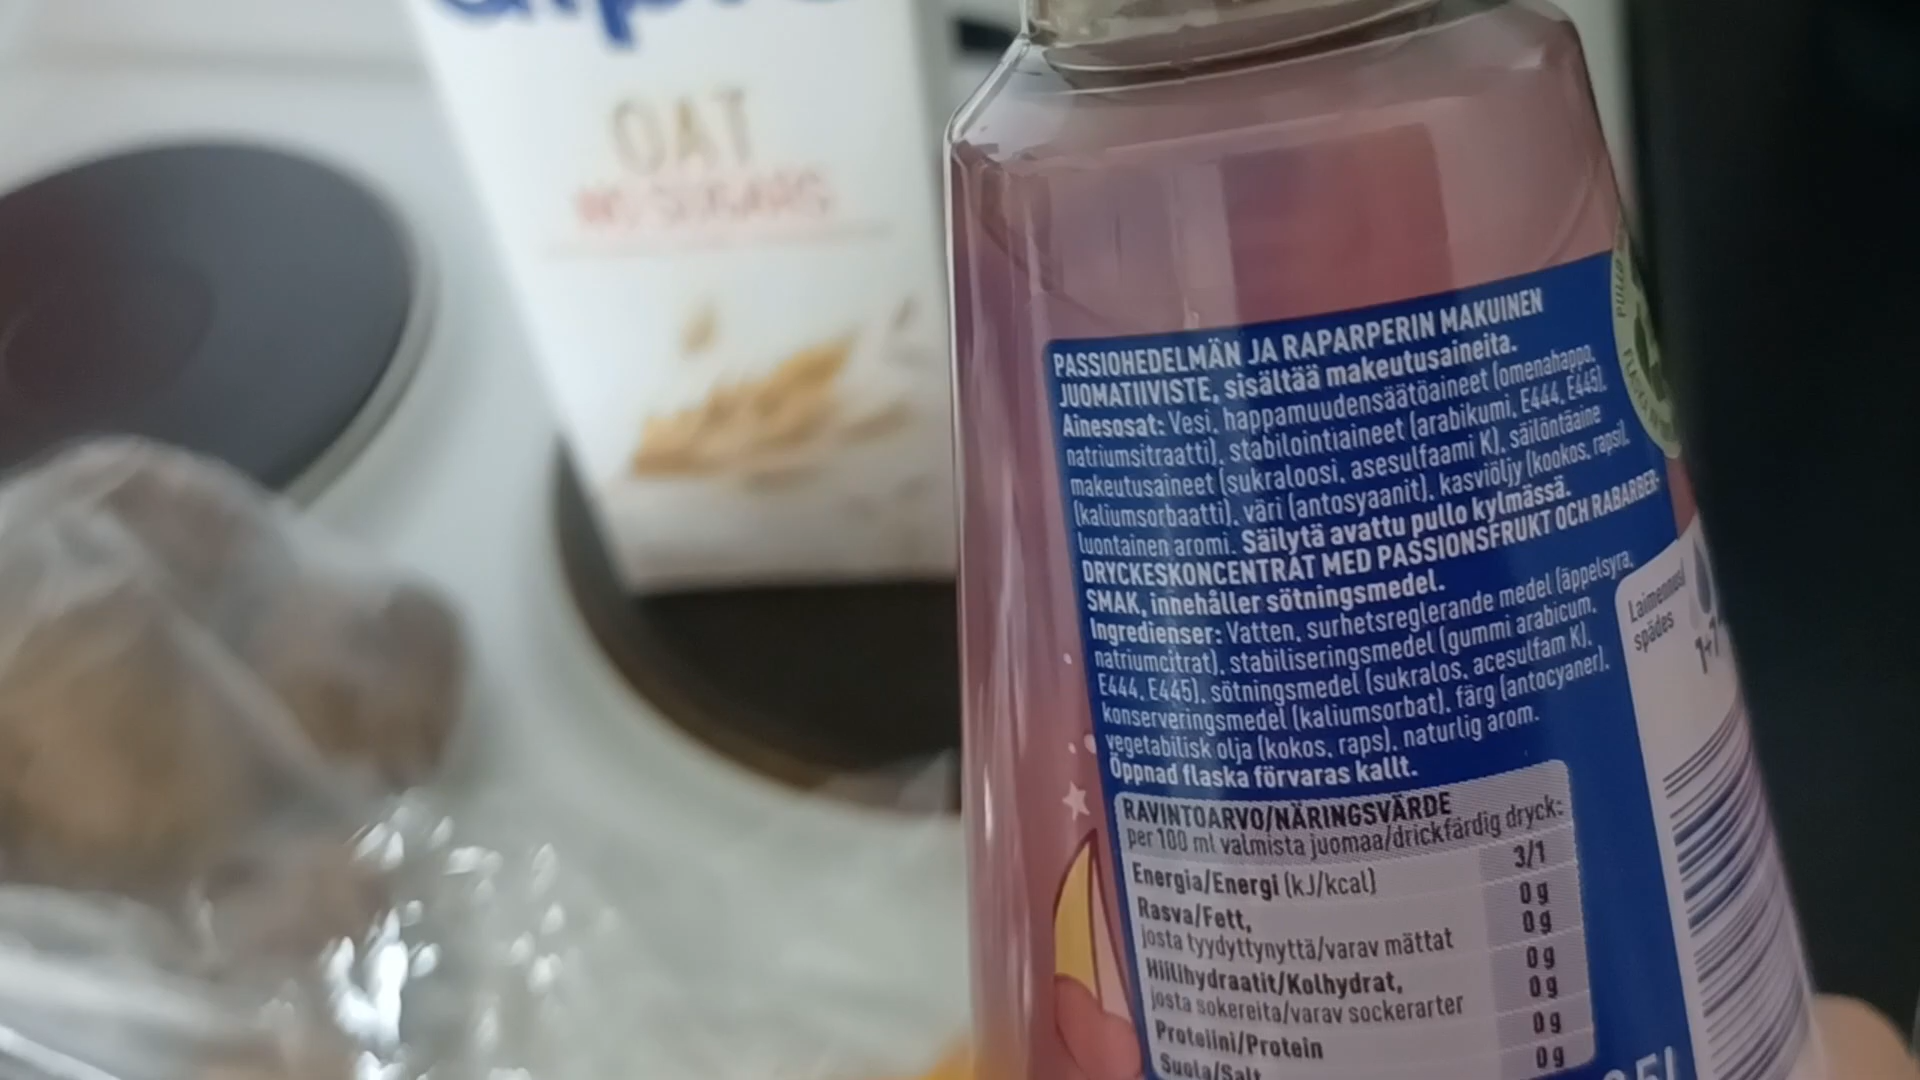 OAT
NO SUGARS
PASSIOHEDELMÄN JA RAPARPERIN MAKUINEN
JUOMATIIVISTE, sisältää makeutusaineita.
Ainesosat: Vesi, happamuudensäätöaineet (omenahappo,
natriumsitraatti), stabilointiaineet (arabikumi, E444, E445),
makeutusaineet (sukraloosi, asesulfaami K), säilöntäaine
(kaliumsorbaatti), väri (antosyaanit), kasviöljy (kookos, rapsi),
luontainen aromi. Säilytä avattu pullo kylmässä.
DRYCKESKONCENTRAT MED PASSIONSFRUKT OCH RABARBER-
SMAK, innehåller sötningsmedel.
Ingredienser: Vatten, surhetsreglerande medel (äppelsyra,
natriumcitrat), stabiliseringsmedel (gummi arabicum,
E444, E445), sötningsmedel (sukralos, acesulfam K),
konserveringsmedel (kaliumsorbat), färg (antocyaner),
vegetabilisk olja (kokos, raps), naturlig arom.
Öppnad flaska förvaras kallt.
RAVINTOARVO/NÄRINGSVÄRDE
per 100 ml valmista juomaa/drickfärdig dryck:
Energia/Energi (kJ/kcal) 3/1
Rasva/Fett, 0 g
josta tyydyttynyttä/varav mättat 0 g
Hiilihydraatit/Kolhydrat, 0 g
josta sokereita/varav sockerarter 0 g
Proteiini/Protein 0 g
Suola/Salt 0 g
Laimennus/
spädes
PULLO